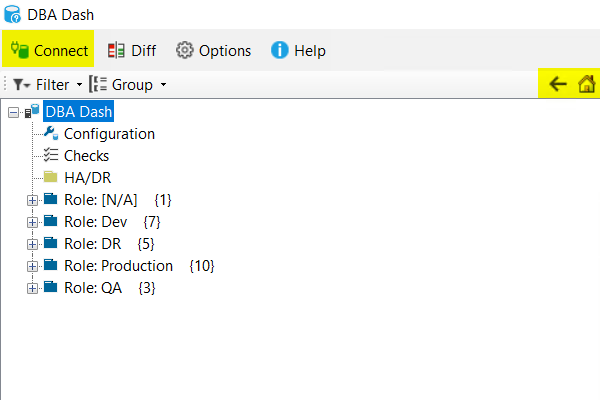 DBA Dash
Connect Diff Options Help
Filter Group
DBA Dash
Configuration
Checks
HA/DR
Role: [N/A] {1}
Role: Dev {7}
Role: DR {5}
Role: Production {10}
Role: QA {3}